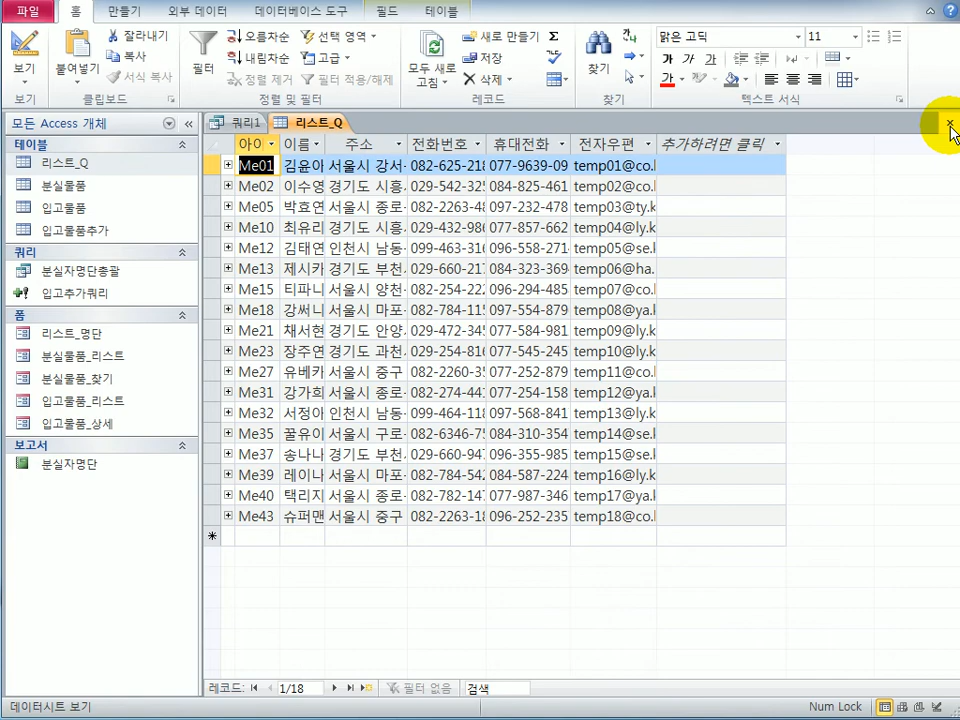 파일 홈 만들기 외부 데이터 데이터베이스 도구 필드 테이블
보기 붙여넣기 잘라내기 복사 서식 복사
필터 오름차순 내림차순 정렬 제거 선택 영역 고급 필터 적용/해제
모두 새로 고침 새로 만들기 저장 삭제 Σ
찾기
맑은 고딕 11
가 가 가
가
보기 클립보드 정렬 및 필터 레코드 찾기 텍스트 서식
모든 Access 개체 «
쿼리1 리스트_Q
테이블
리스트_Q
분실물품
입고물품
입고물품추가
쿼리
분실자명단총괄
입고추가쿼리
폼
리스트_명단
분실물품_리스트
분실물품_찾기
입고물품_리스트
입고물품_상세
보고서
분실자명단
아이 이름 주소 전화번호 휴대전화 전자우편 추가하려면 클릭
Me01 김윤아 서울시 강서 082-625-218 077-9639-09 temp01@co.
Me02 이수영 경기도 시흥 029-542-325 084-825-461 temp02@co.
Me05 박효연 082-2263-48 097-232-478 temp03@ty.k
Me10 최유리 경기도 시흥 029-432-986 077-857-662 temp04@ly.k
Me12 김태연 인천시 남동 099-463-316 096-558-271 temp05@se.
Me13 제시카 경기도 부천 029-660-217 084-323-369 temp06@ha.
Me15 티파니 서울시 양천 082-254-222 096-294-485 temp07@co.
Me18 강써니 서울시 마포 082-784-115 097-554-879 temp08@ya.
Me21 채서현 경기도 안양 029-472-345 077-584-981 temp09@ly.k
Me23 장주연 경기도 과천 029-254-816 077-545-245 temp10@ly.k
Me27 유베카 서울시 중구 082-2260-35 077-252-879 temp11@co.
Me31 강가희 서울시 종로 082-274-441 077-254-158 temp12@ya.
Me32 서정아 인천시 남동 099-464-118 097-568-841 temp13@ly.k
Me35 꿀유이 서울시 구로 082-6346-75 084-310-354 temp14@se.
Me37 송나나 경기도 부천 029-660-947 096-355-985 temp15@se.
Me39 레이나 서울시 마포 082-784-542 084-587-224 temp16@ly.k
Me40 택리지 서울시 종로 082-782-147 077-987-346 temp17@ya.
Me43 슈퍼맨 서울시 중구 082-2263-18 096-252-235 temp18@co.
레코드: 1/18 필터 없음 검색
데이터시트 보기 Num Lock